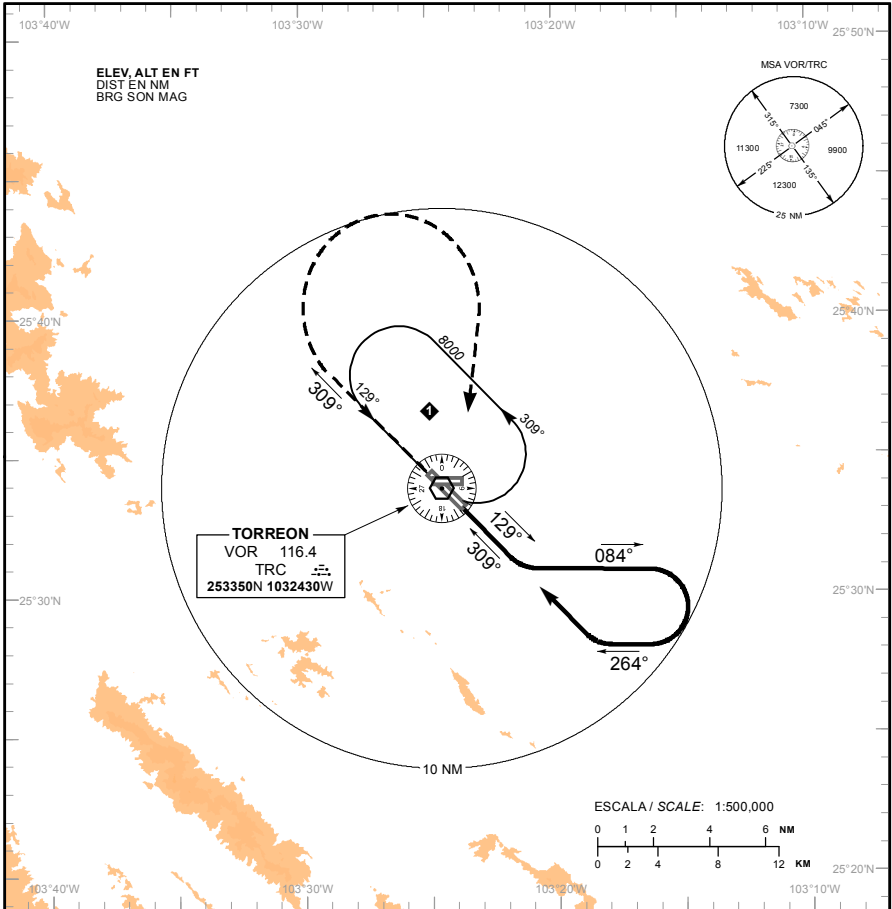 103°40'W 103°30'W 103°20'W 103°10'W
25°50'N
ELEV, ALT EN FT
DIST EN NM
BRG SON MAG
MSA VOR/TRC
7300
315°
045°
11300
9900
225°
135°
12300
25 NM
25°40'N
25°40'N
8000
309°
129°
1
309°
0
27
9
18
TORREON
VOR 116.4
TRC
253350N 1032430W
129°
309°
084°
264°
25°30'N
25°30'N
10 NM
ESCALA / SCALE: 1:500,000
0 1 2 4 6 NM
0 2 4 8 12 KM
25°20'N
103°40'W 103°30'W 103°20'W 103°10'W